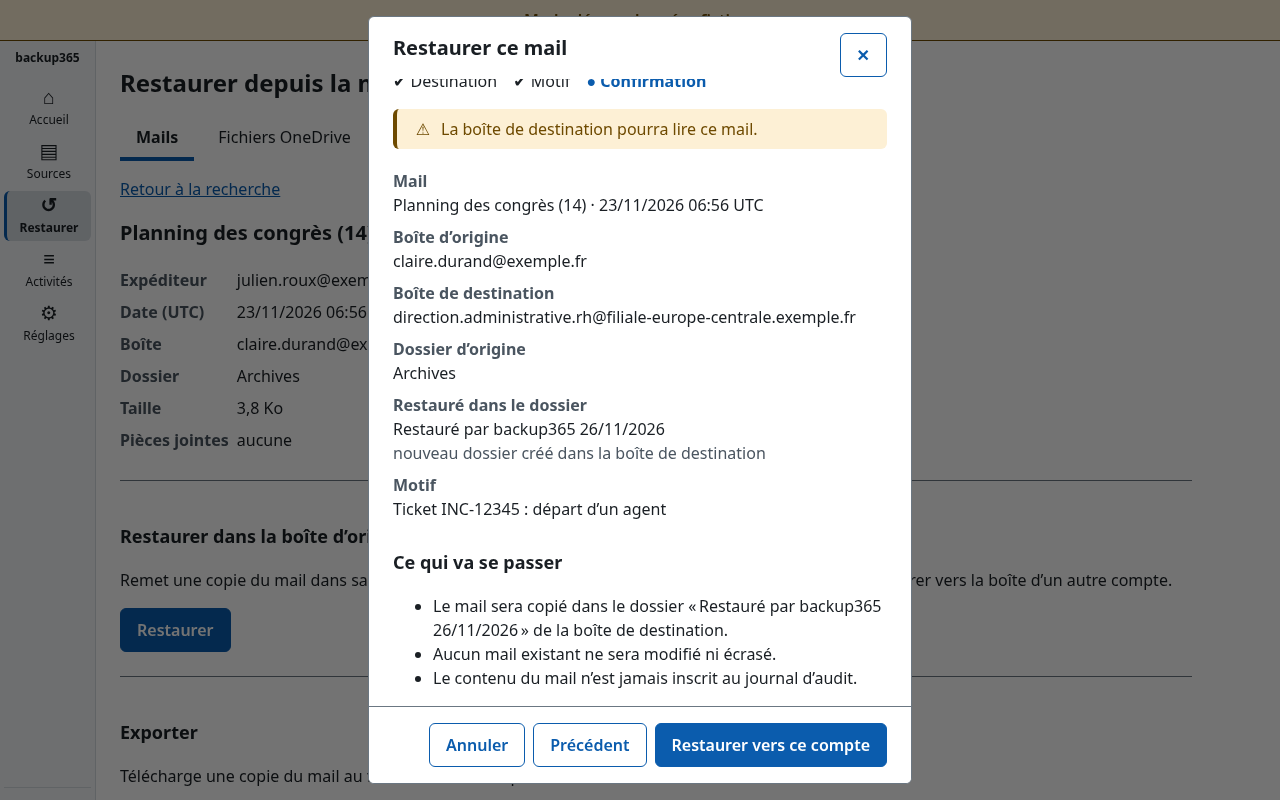 backup365
Accueil
Sources
Restaurer
Activités
Réglages
Restaurer depuis la
Mails
Fichiers OneDrive
Retour à la recherche
Planning des congrès (14
Expéditeur julien.roux@exem
Date (UTC) 23/11/2026 06:56
Boîte claire.durand@ex
Dossier Archives
Taille 3,8 Ko
Pièces jointes aucune
Restaurer dans la boîte d’ori
Remet une copie du mail dans sa
rer vers la boîte d’un autre compte.
Restaurer
Exporter
Télécharge une copie du mail au
Restaurer ce mail
×
✔ Destination ✔ Motif ● Confirmation
⚠ La boîte de destination pourra lire ce mail.
Mail
Planning des congrès (14) · 23/11/2026 06:56 UTC
Boîte d’origine
claire.durand@exemple.fr
Boîte de destination
direction.administrative.rh@filiale-europe-centrale.exemple.fr
Dossier d’origine
Archives
Restauré dans le dossier
Restauré par backup365 26/11/2026
nouveau dossier créé dans la boîte de destination
Motif
Ticket INC-12345 : départ d’un agent
Ce qui va se passer
• Le mail sera copié dans le dossier « Restauré par backup365
26/11/2026 » de la boîte de destination.
• Aucun mail existant ne sera modifié ni écrasé.
• Le contenu du mail n’est jamais inscrit au journal d’audit.
Annuler
Précédent
Restaurer vers ce compte